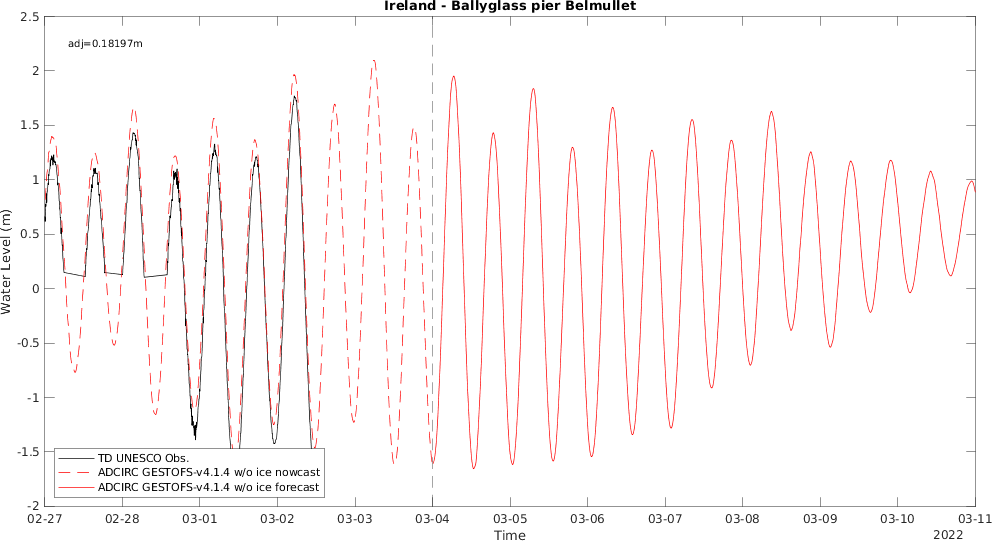 Ireland - Ballyglass pier Belmullet
adj=0.18197m
2.5
2
1.5
1
0.5
0
-0.5
-1
-1.5
-2
Water Level (m)
TD UNESCO Obs.
ADCIRC GESTOFS-v4.1.4 w/o ice nowcast
ADCIRC GESTOFS-v4.1.4 w/o ice forecast
02-27 02-28 03-01 03-02 03-03 03-04 03-05 03-06 03-07 03-08 03-09 03-10 03-11
Time
2022